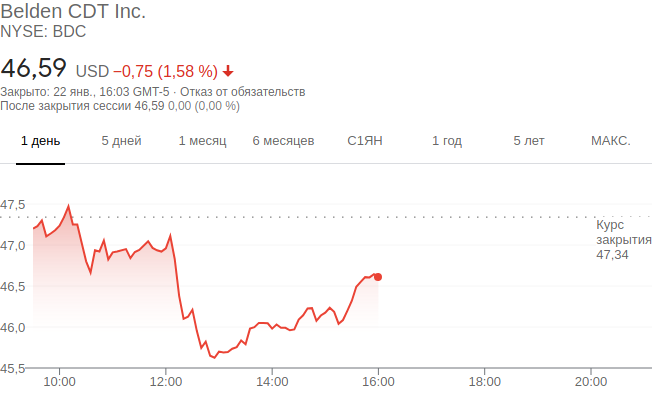 Belden CDT Inc.
NYSE: BDC
46,59 USD −0,75 (1,58 %)
Закрыто: 22 янв., 16:03 GMT-5 · Отказ от обязательств
После закрытия сессии 46,59 0,00 (0,00 %)
1 день 5 дней 1 месяц 6 месяцев С1ЯН 1 год 5 лет МАКС.
47,5
Курс
закрытия
47,34
47,0
46,5
46,0
45,5
10:00 12:00 14:00 16:00 18:00 20:00